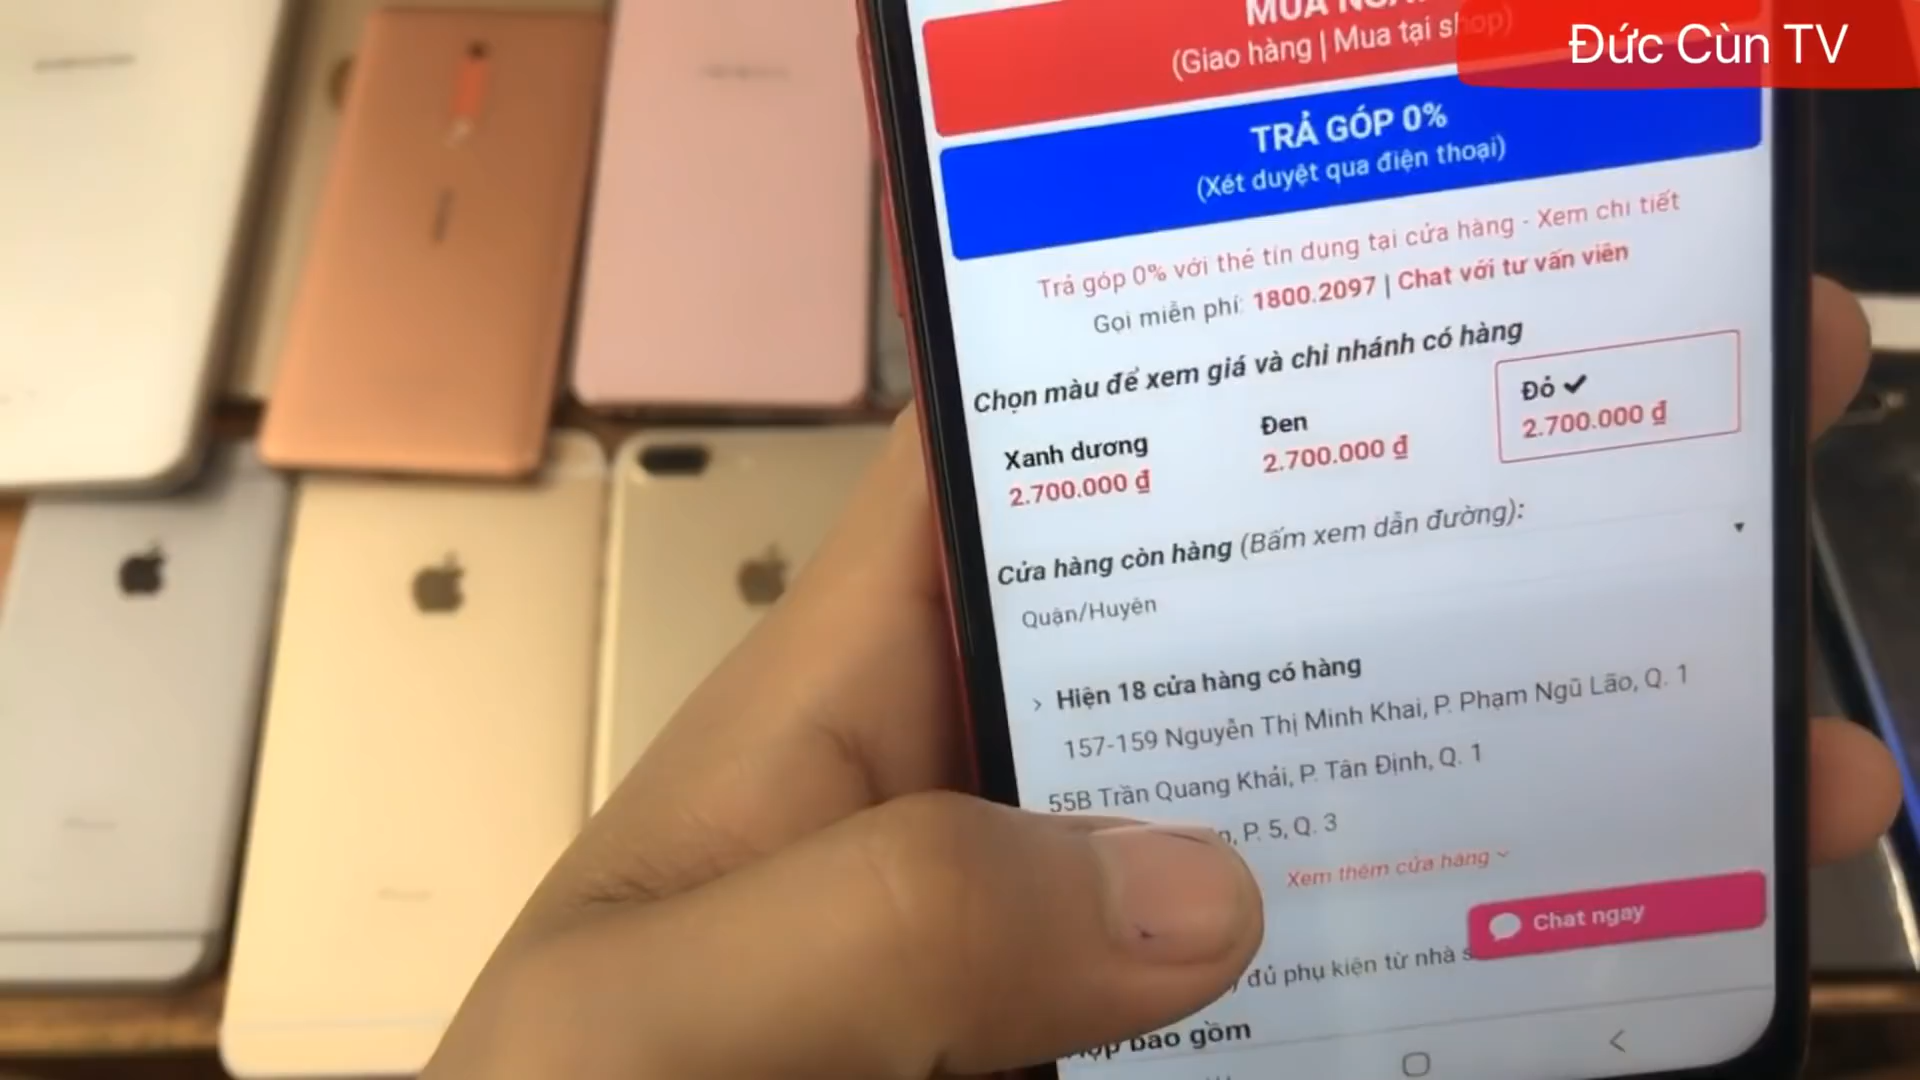 Đức Cùn TV
MUA
(Giao hàng | Mua tại shop)
TRẢ GÓP 0%
(Xét duyệt qua điện thoại)
Trả góp 0% với thẻ tín dụng tại cửa hàng - Xem chi tiết
Gọi miễn phí: 1800.2097 | Chat với tư vấn viên
Chọn màu để xem giá và chi nhánh có hàng
Xanh dương
2.700.000 ₫
Đen
2.700.000 ₫
Đỏ ✔
2.700.000 ₫
Cửa hàng còn hàng (Bấm xem dẫn đường):
Quận/Huyện
Hiện 18 cửa hàng có hàng
157-159 Nguyễn Thị Minh Khai, P. Phạm Ngũ Lão, Q. 1
55B Trần Quang Khải, P. Tân Định, Q. 1
P. 5, Q. 3
Xem thêm cửa hàng
Chat ngay
đủ phụ kiện từ nhà
bao gồm